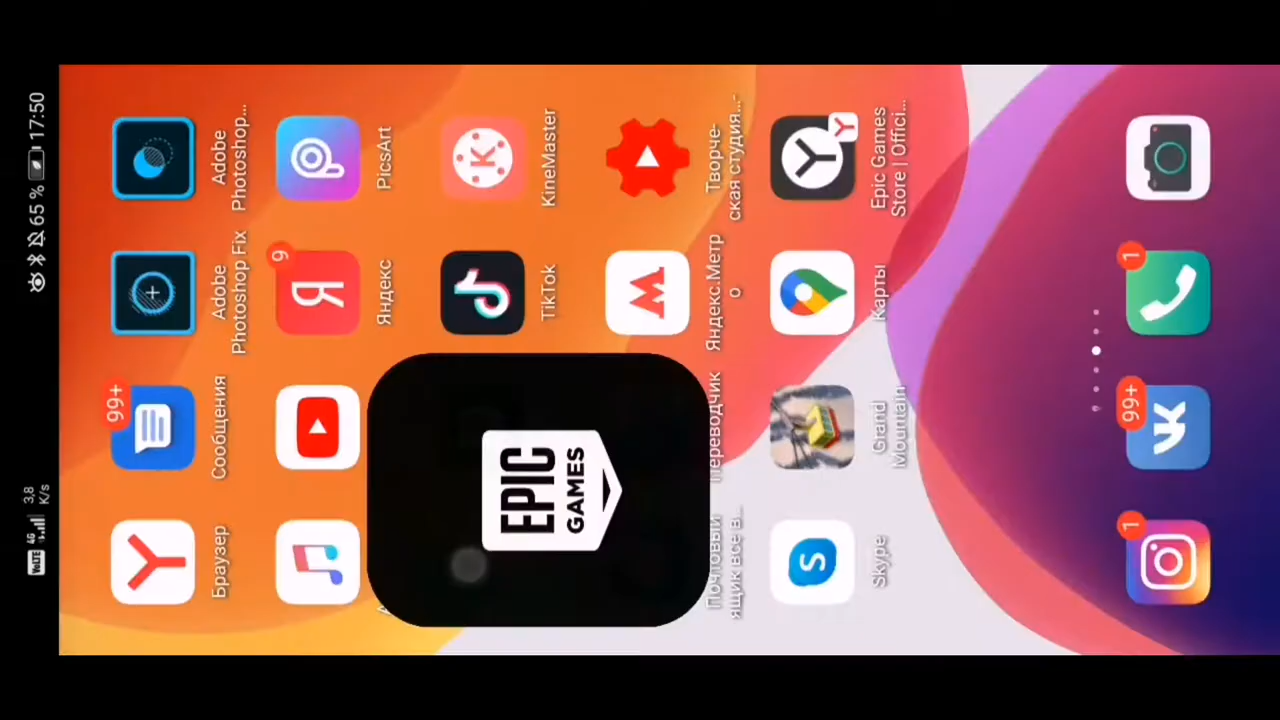 VoLTE 4G 3,8 K/s
65 % 17:50
Adobe
Photoshop...
PicsArt
KineMaster
Творче-
ская студия...
Epic Games
Store | Offici...
Adobe
Photoshop Fix
9
Яндекс
TikTok
Яндекс.Метр
о
Карты
1
99+
Сообщения
EPIC
GAMES
Переводчик
Grand
Mountain
99+
Браузер
Почтовый
ящик все в...
Skype
1